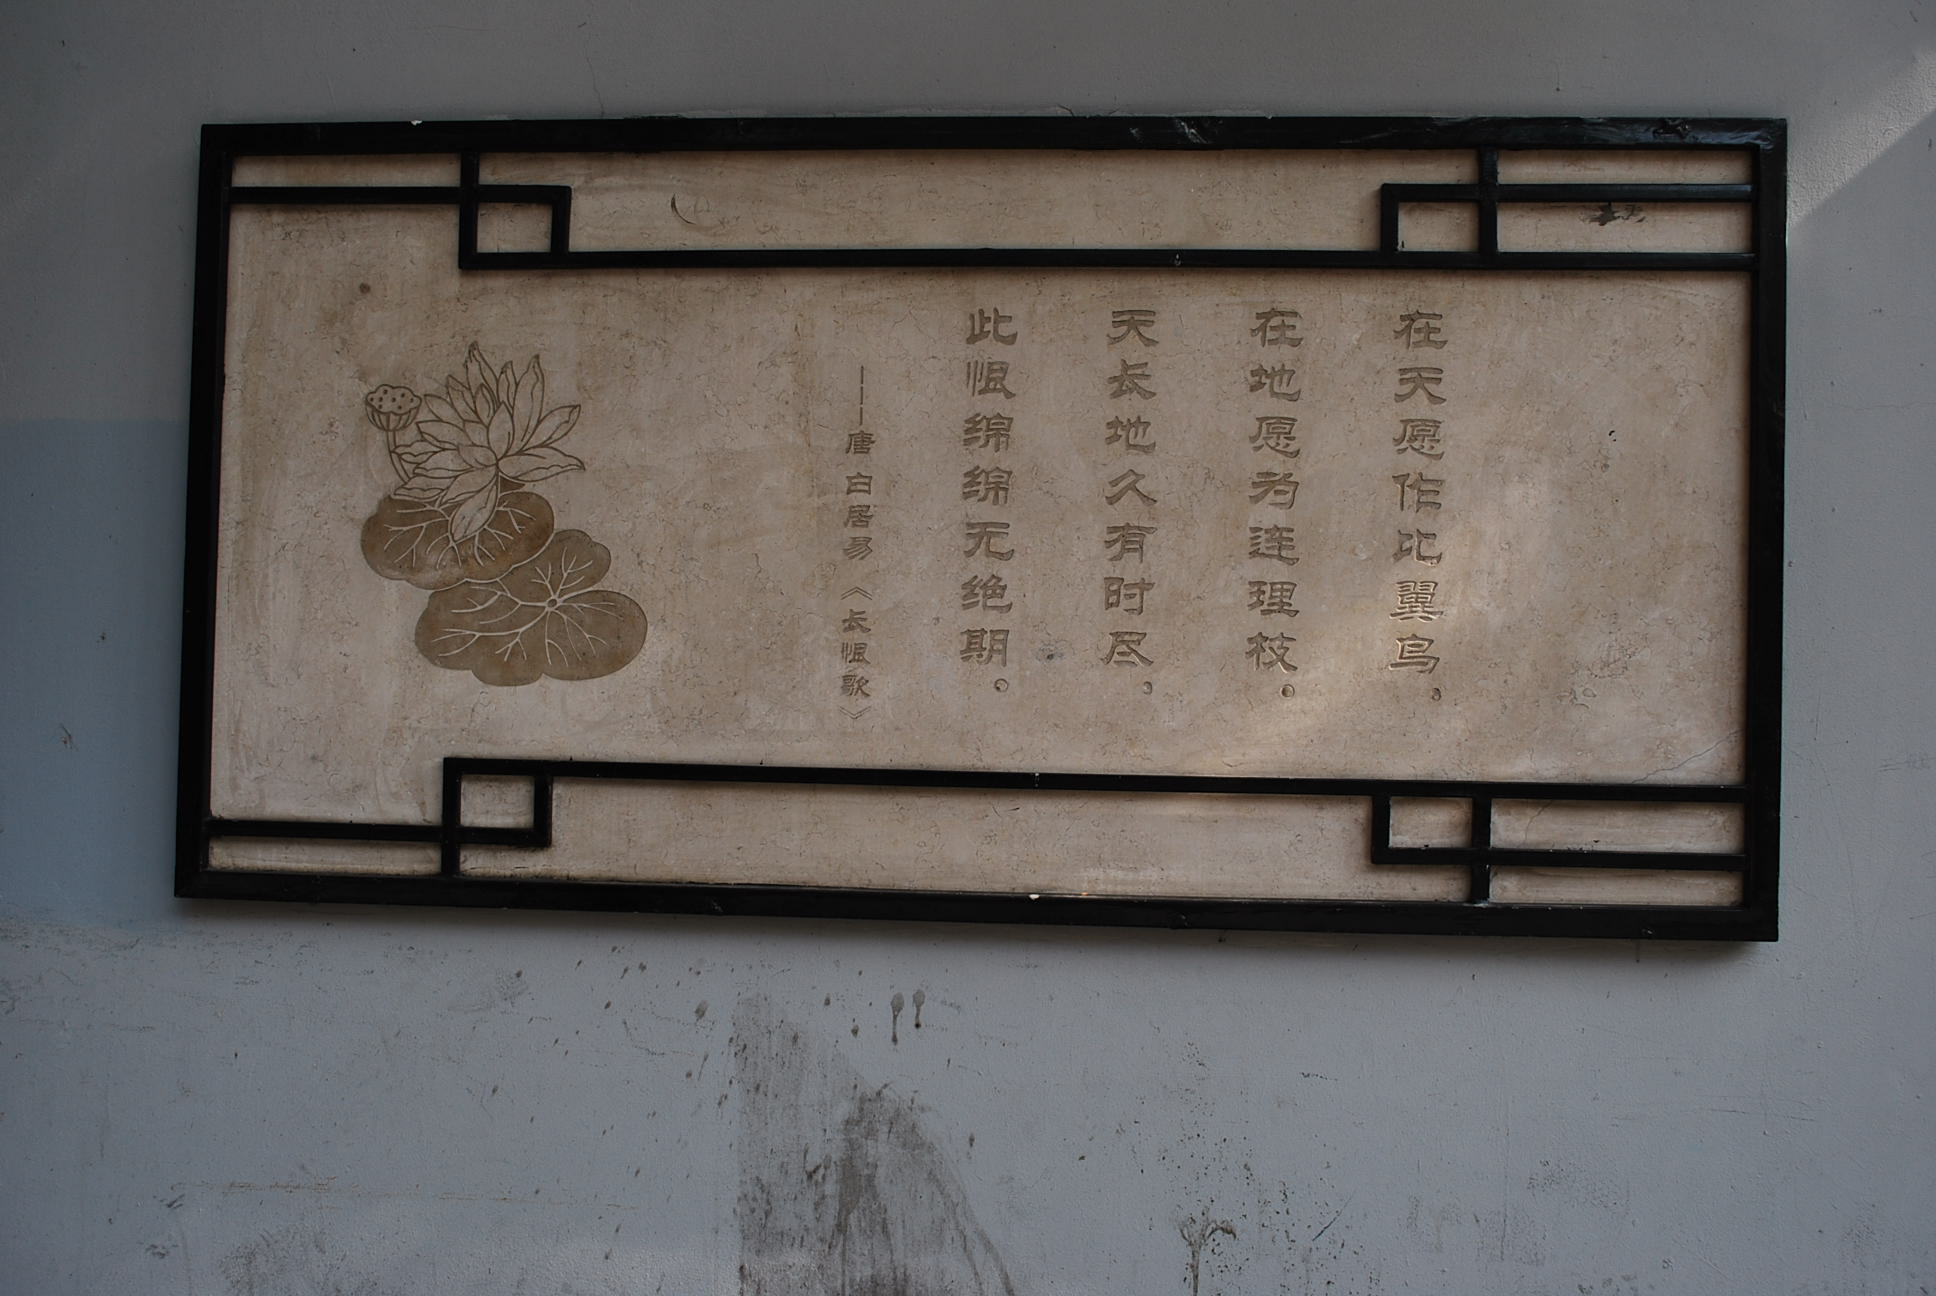 在天愿作比翼鸟。
在地愿为连理枝。
天长地久有时尽。
此恨绵绵无绝期。
——唐 白居易《长恨歌》